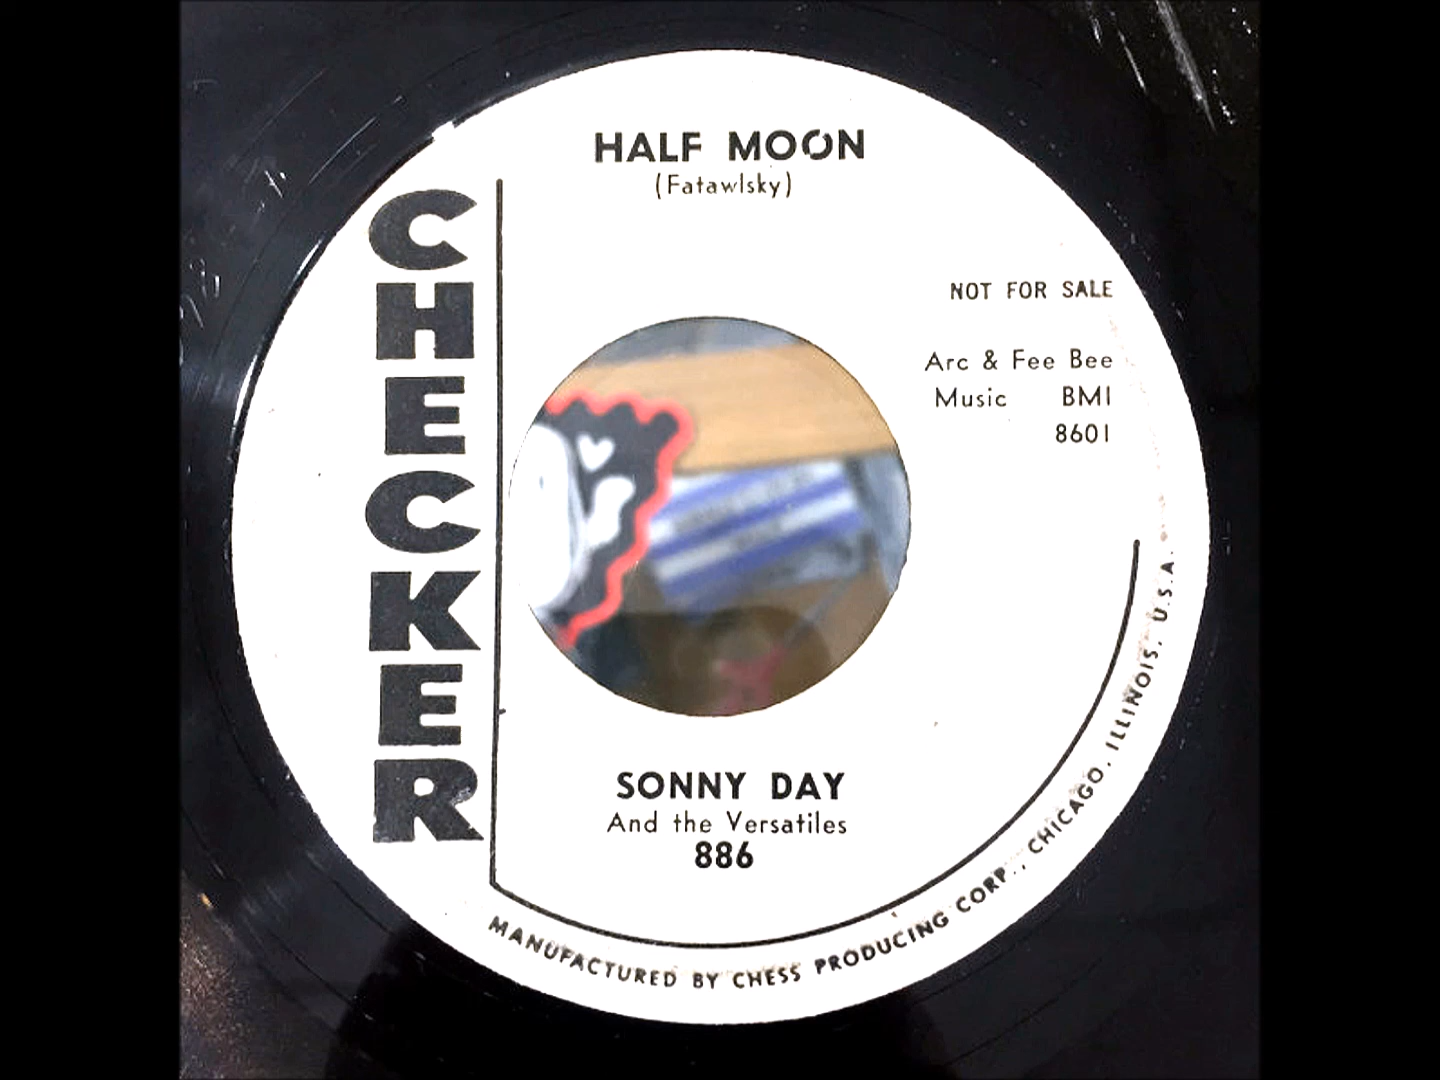 HALF MOON
(Fatawlsky)
CHECKER
NOT FOR SALE
Arc & Fee Bee
Music BMI
8601
SONNY DAY
And the Versatiles
886
MANUFACTURED BY CHESS PRODUCING CORP., CHICAGO, ILLINOIS, U.S.A.